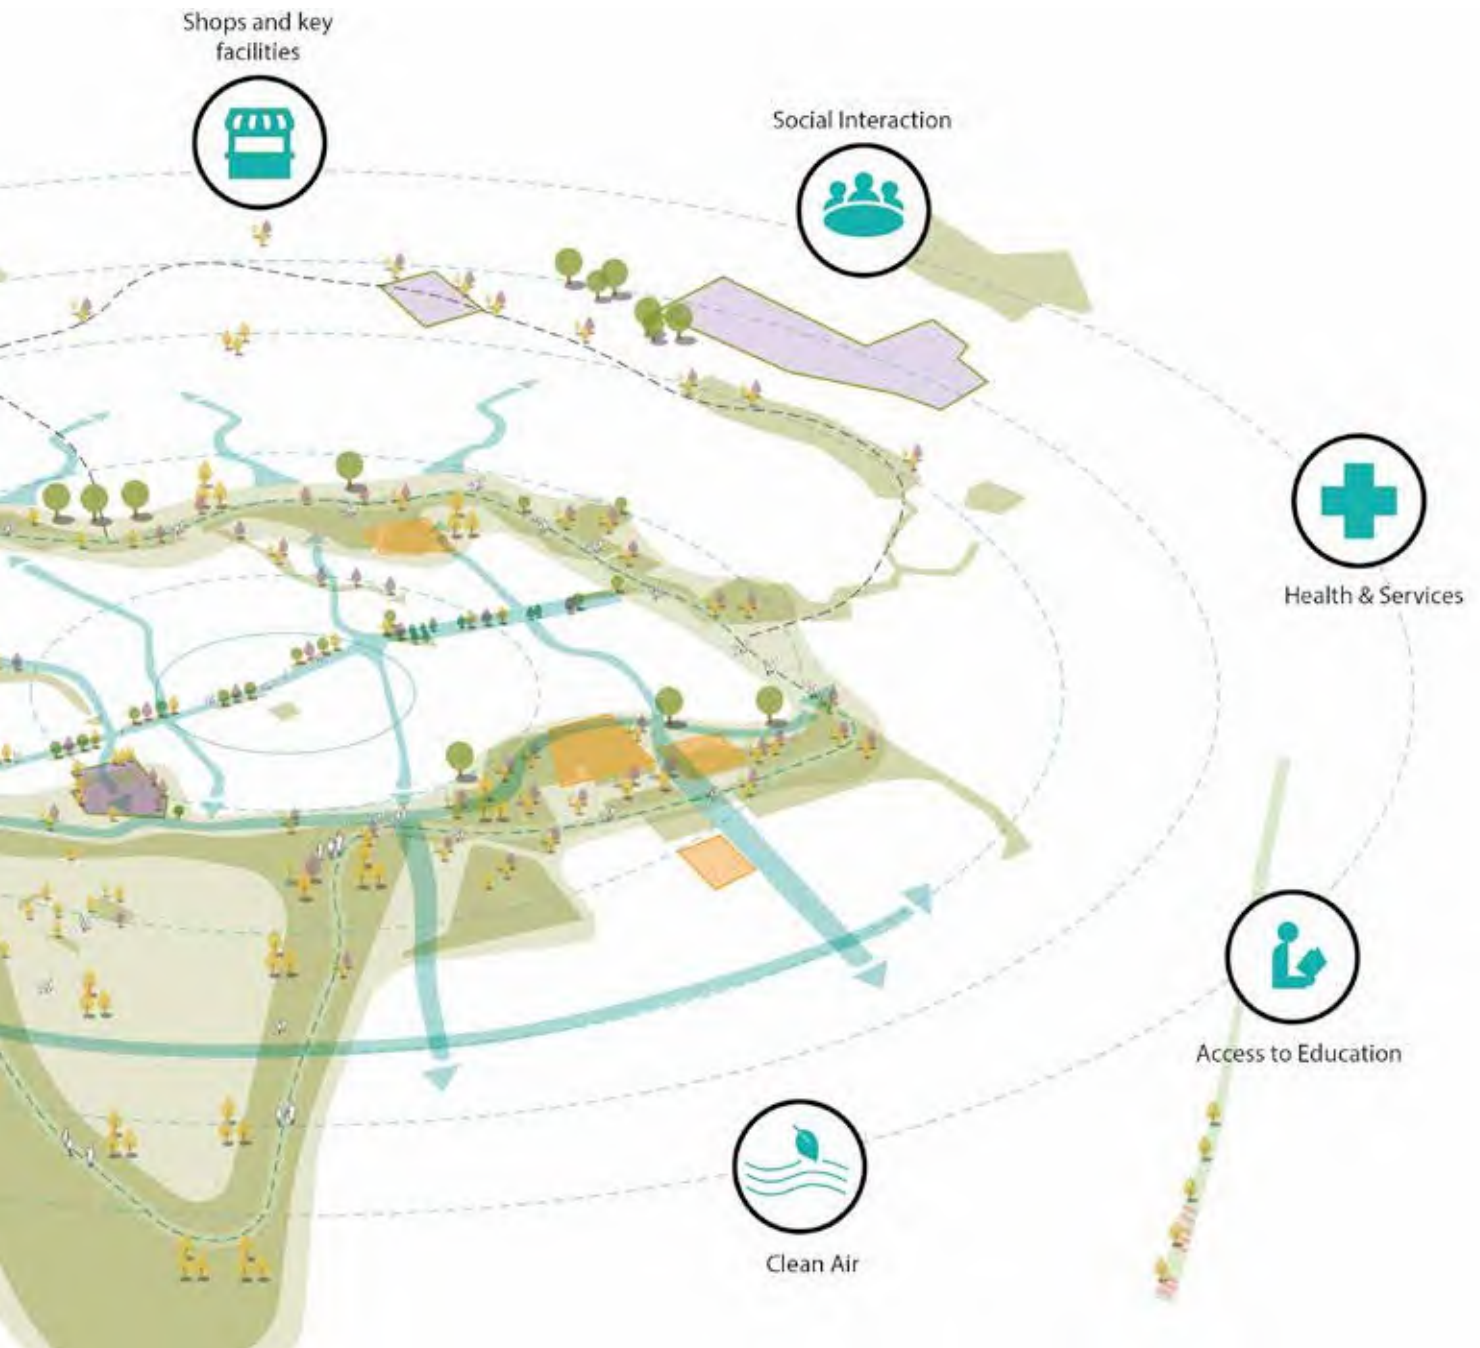 Shops and key
facilities
Social Interaction
Health & Services
Access to Education
Clean Air